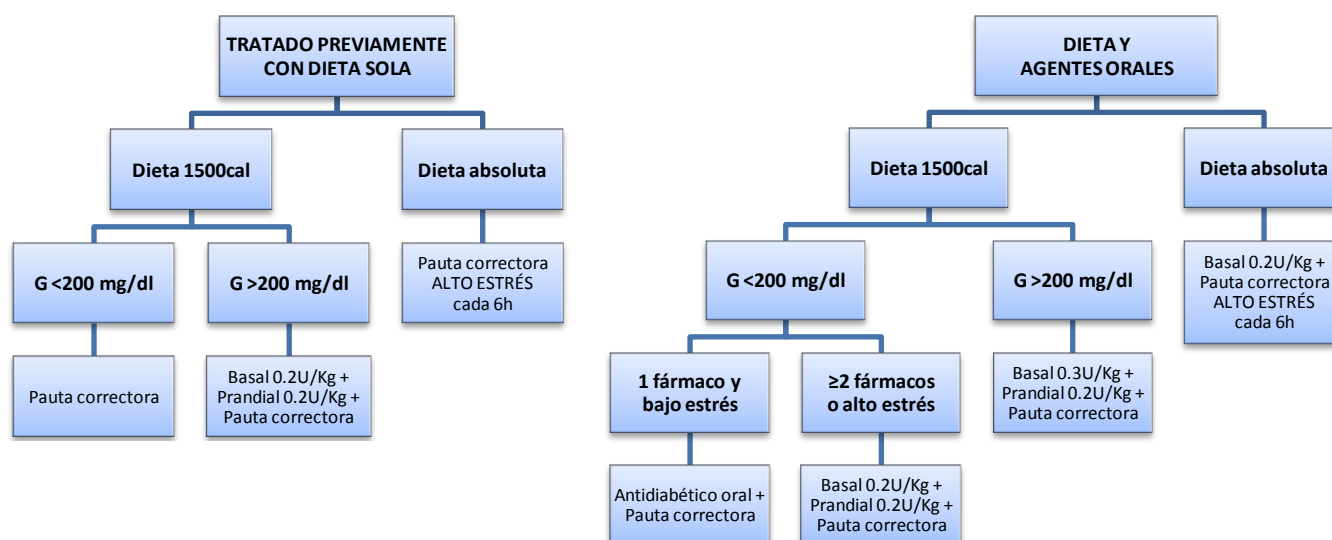 TRATADO PREVIAMENTE
CON DIETA SOLA
Dieta 1500cal
Dieta absoluta
G <200 mg/dl
G >200 mg/dl
Pauta correctora
ALTO ESTRÉS
cada 6h
Pauta correctora
Basal 0.2U/Kg +
Prandial 0.2U/Kg +
Pauta correctora
DIETA Y
AGENTES ORALES
Dieta 1500cal
Dieta absoluta
G <200 mg/dl
G >200 mg/dl
Basal 0.2U/Kg +
Pauta correctora
ALTO ESTRÉS
cada 6h
1 fármaco y
bajo estrés
≥2 fármacos
o alto estrés
Basal 0.3U/Kg +
Prandial 0.2U/Kg +
Pauta correctora
Antidiabético oral +
Pauta correctora
Basal 0.2U/Kg +
Prandial 0.2U/Kg +
Pauta correctora